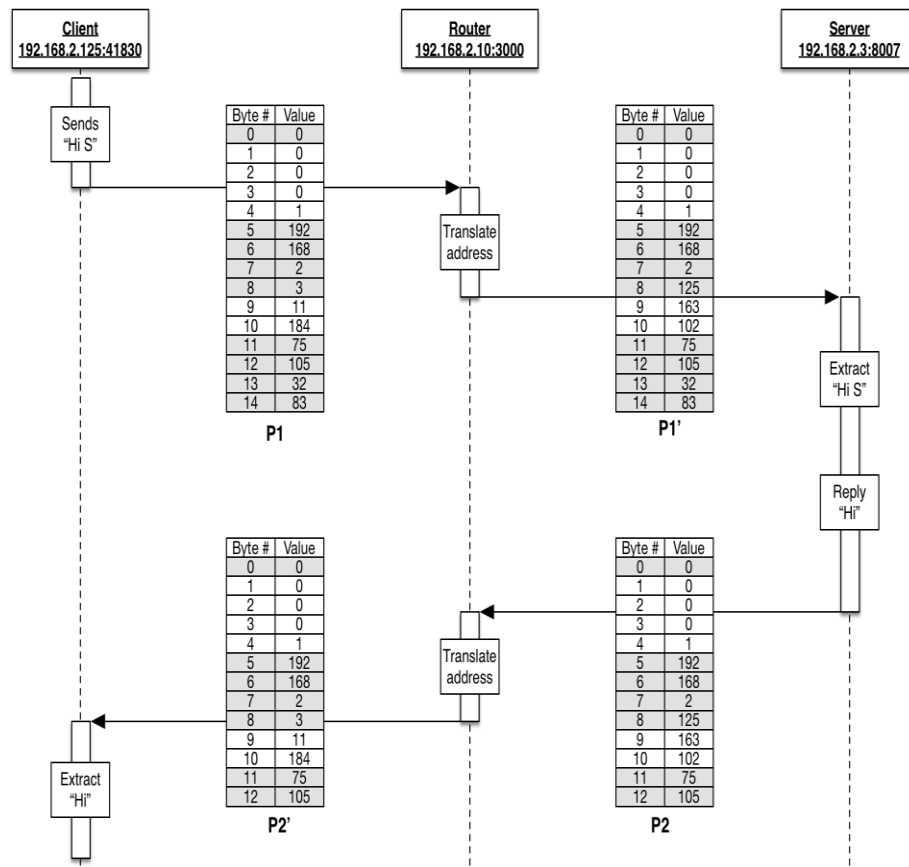 Client
192.168.2.125:41830
Router
192.168.2.10:3000
Server
192.168.2.3:8007
Sends
“Hi S”
Byte # Value
0 0
1 0
2 0
3 0
4 1
5 192
6 168
7 2
8 3
9 11
10 184
11 75
12 105
13 32
14 83
P1
Translate
address
Byte # Value
0 0
1 0
2 0
3 0
4 1
5 192
6 168
7 2
8 125
9 163
10 102
11 75
12 105
13 32
14 83
P1’
Extract
“Hi S”
Reply
“Hi”
Byte # Value
0 0
1 0
2 0
3 0
4 1
5 192
6 168
7 2
8 3
9 11
10 184
11 75
12 105
P2’
Translate
address
Byte # Value
0 0
1 0
2 0
3 0
4 1
5 192
6 168
7 2
8 125
9 163
10 102
11 75
12 105
P2
Extract
“Hi”